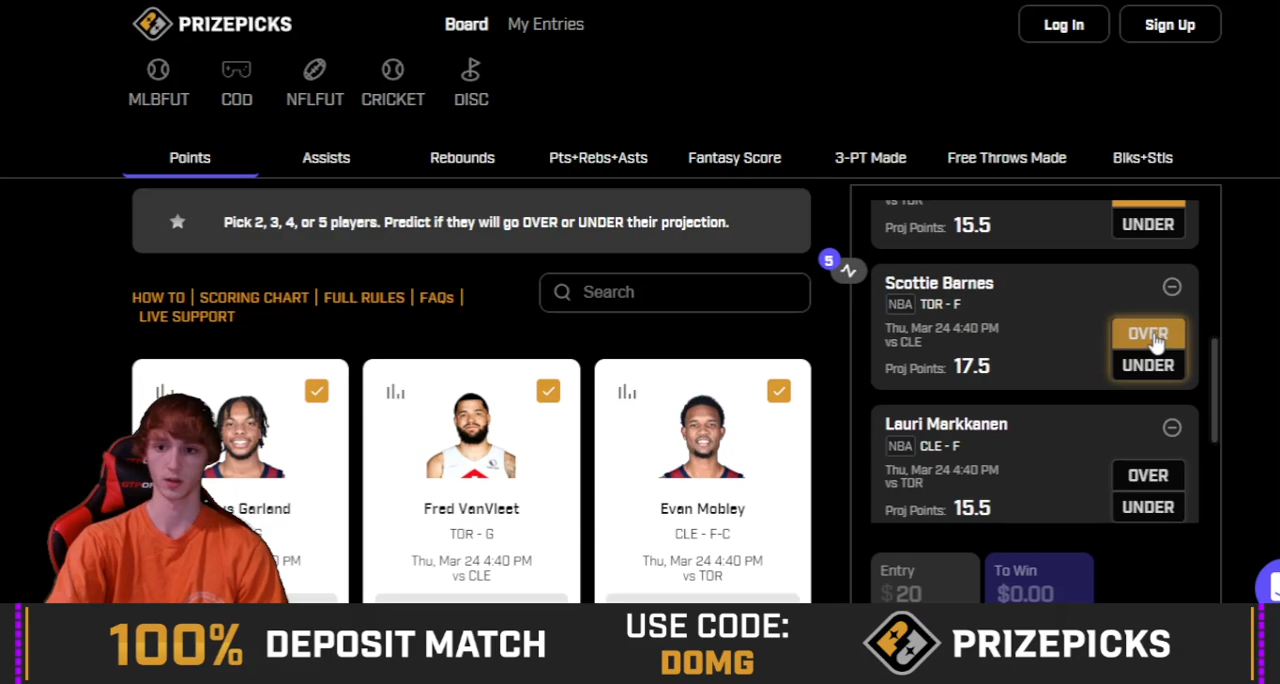 PRIZEPICKS
Board
My Entries
Log In
Sign Up
MLBFUT
COD
NFLFUT
CRICKET
DISC
Points
Assists
Rebounds
Pts+Rebs+Asts
Fantasy Score
3-PT Made
Free Throws Made
Blks+Stls
Pick 2, 3, 4, or 5 players. Predict if they will go OVER or UNDER their projection.
HOW TO | SCORING CHART | FULL RULES | FAQs |
LIVE SUPPORT
Search
Garland
PM
Fred VanVleet
TOR - G
Thu, Mar 24 4:40 PM
vs CLE
Evan Mobley
CLE - F-C
Thu, Mar 24 4:40 PM
vs TOR
5
vs TOR
Proj Points: 15.5
UNDER
Scottie Barnes
NBA TOR - F
Thu, Mar 24 4:40 PM
vs CLE
Proj Points: 17.5
OVER
UNDER
Lauri Markkanen
NBA CLE - F
Thu, Mar 24 4:40 PM
vs TOR
Proj Points: 15.5
OVER
UNDER
Entry
$ 20
To Win
$0.00
100% DEPOSIT MATCH
USE CODE:
DOMG
PRIZEPICKS